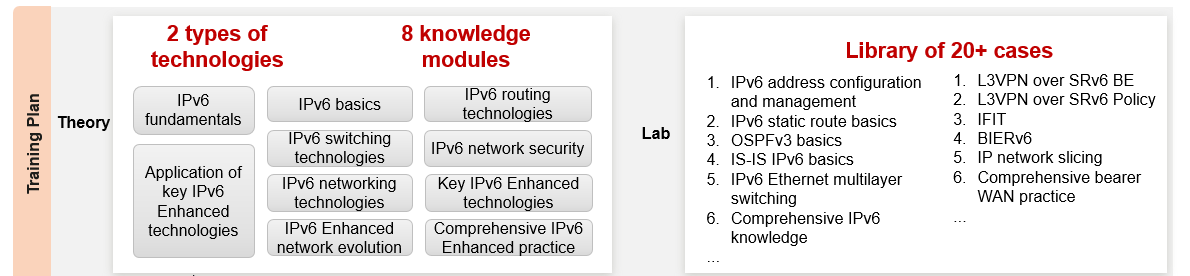 Training Plan
Theory
2 types of
technologies
8 knowledge
modules
IPv6
fundamentals
Application of
key IPv6
Enhanced
technologies
IPv6 basics
IPv6 routing
technologies
IPv6 switching
technologies
IPv6 network security
IPv6 networking
technologies
Key IPv6 Enhanced
technologies
IPv6 Enhanced
network evolution
Comprehensive IPv6
Enhanced practice
Lab
Library of 20+ cases
1. IPv6 address configuration
and management
2. IPv6 static route basics
3. OSPFv3 basics
4. IS-IS IPv6 basics
5. IPv6 Ethernet multilayer
switching
6. Comprehensive IPv6
knowledge
...
1. L3VPN over SRv6 BE
2. L3VPN over SRv6 Policy
3. IFIT
4. BIERv6
5. IP network slicing
6. Comprehensive bearer
WAN practice
...